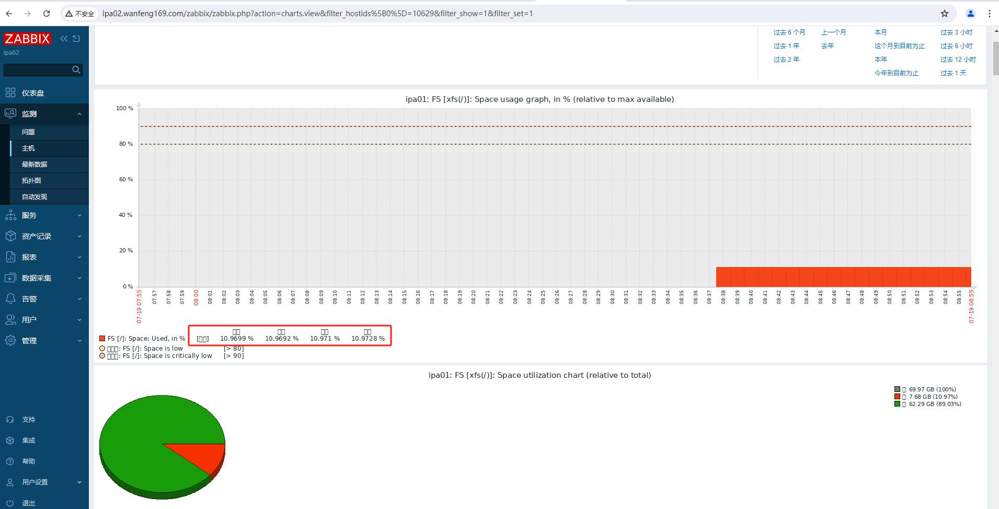 不安全
ipa02.wanfeng169.com/zabbix/zabbix.php?action=charts.view&filter_hostids%5B0%5D=10629&filter_show=1&filter_set=1
ZABBIX
ipa02
仪表盘
监测
问题
主机
最新数据
拓扑图
自动发现
服务
资产记录
报表
数据采集
告警
用户
管理
支持
集成
帮助
用户设置
退出
过去 6 个月 上一个月 本月 过去 3 小时
过去 1 年 去年 这个月到目前为止 过去 6 小时
过去 2 年 本年 过去 12 小时
今年到目前为止 过去 1 天
ipa01: FS [xfs(/)]: Space usage graph, in % (relative to max available)
100 %
80 %
60 %
40 %
20 %
0 %
07-19 07:55
07:57
07:58
07:59
08:00
08:01
08:02
08:03
08:04
08:05
08:06
08:07
08:08
08:09
08:10
08:11
08:12
08:13
08:14
08:15
08:16
08:17
08:18
08:19
08:20
08:21
08:22
08:23
08:24
08:25
08:26
08:27
08:28
08:29
08:30
08:31
08:32
08:33
08:34
08:35
08:36
08:37
08:38
08:39
08:40
08:41
08:42
08:43
08:44
08:45
08:46
08:47
08:48
08:49
08:50
08:51
08:52
08:53
08:54
08:55
07-19 08:55
□□ □□ □□ □□
FS [/]: Space: Used, in % [□□] 10.9699 % 10.9692 % 10.971 % 10.9728 %
□□□: FS [/]: Space is low [> 80]
□□□: FS [/]: Space is critically low [> 90]
ipa01: FS [xfs(/)]: Space utilization chart (relative to total)
□: 69.97 GB (100%)
□: 7.68 GB (10.97%)
□: 62.29 GB (89.03%)